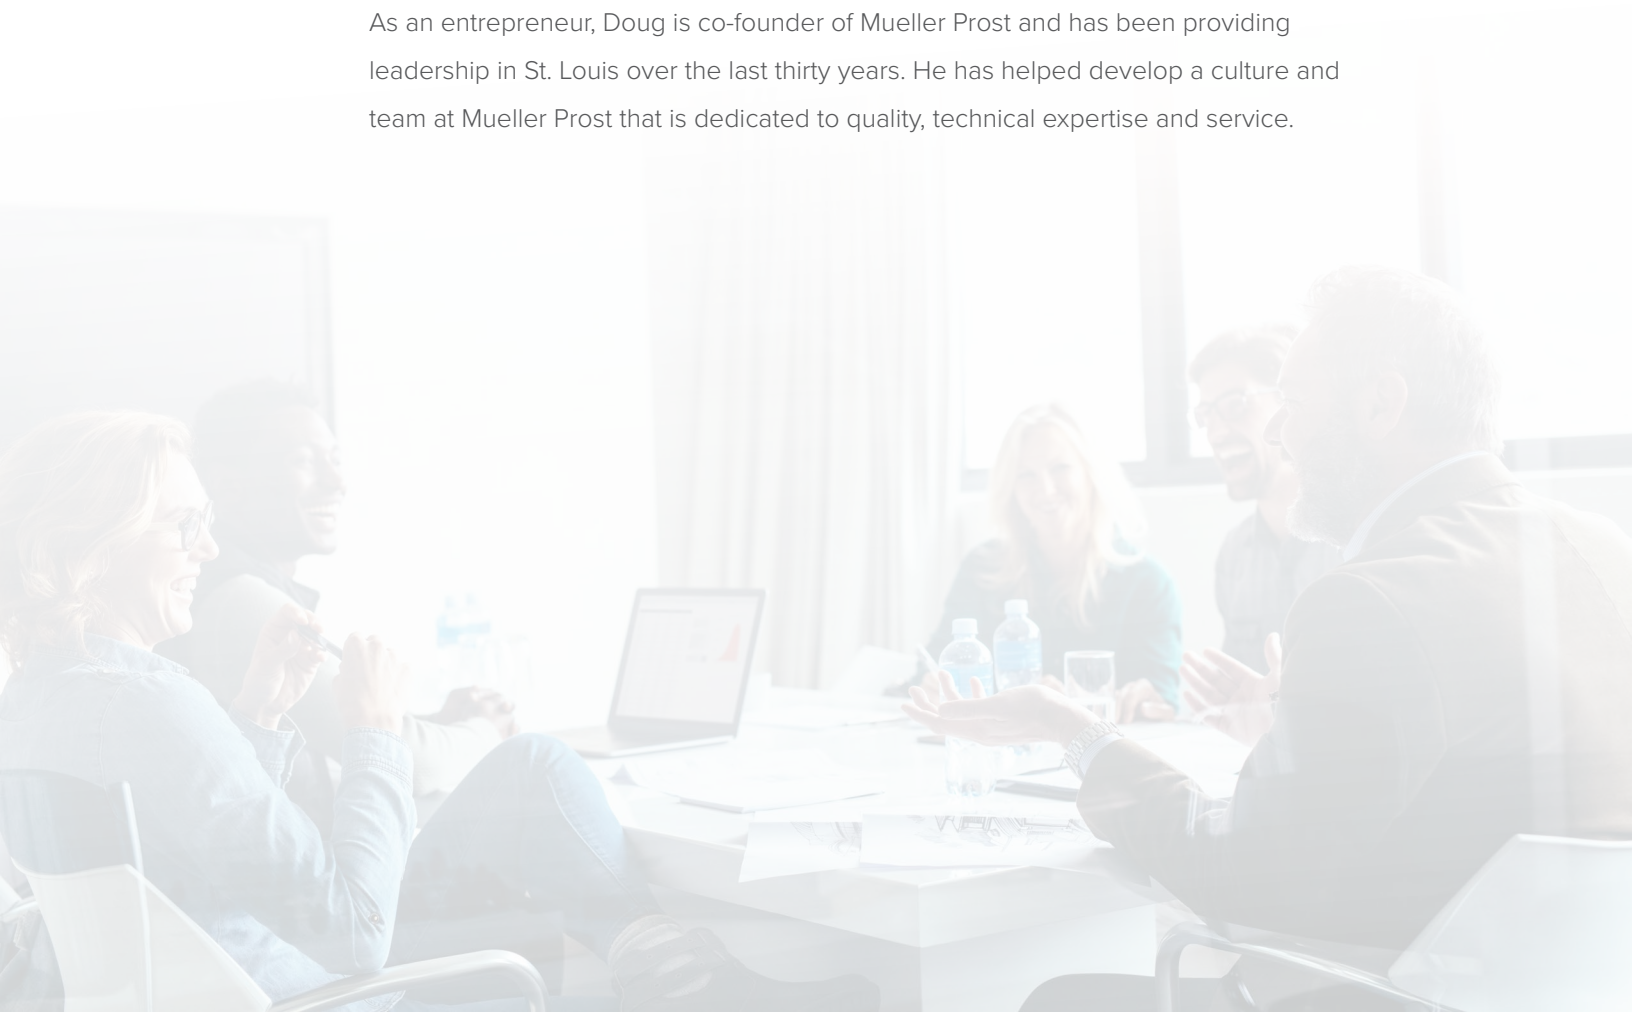 As an entrepreneur, Doug is co-founder of Mueller Prost and has been providing
leadership in St. Louis over the last thirty years. He has helped develop a culture and
team at Mueller Prost that is dedicated to quality, technical expertise and service.